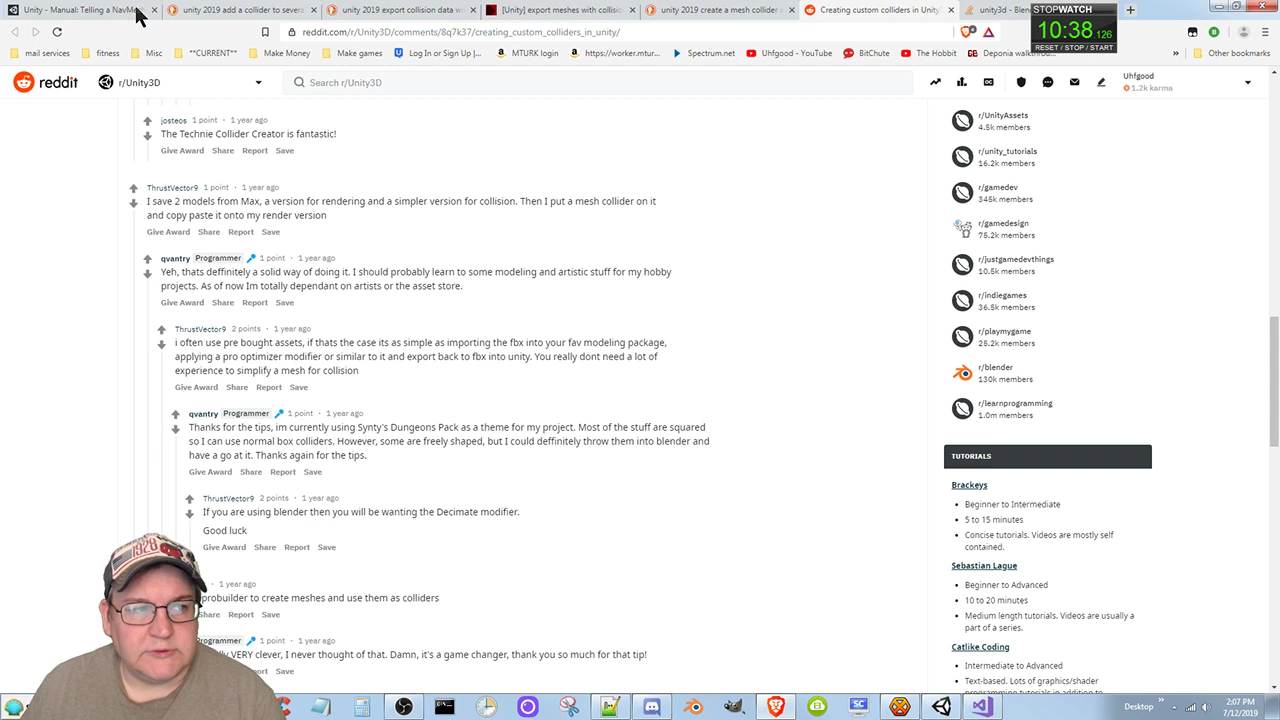 Unity - Manual: Telling a NavMe
unity 2019 add a collider to severa
unity 2019 export collision data v
[Unity] export meshes with collisio
unity 2019 create a mesh collider a
Creating custom colliders in Unity
unity3d - Blen
STOPWATCH
10:38.126
RESET / STOP / START
reddit.com
/comments/8q7k37/creating_custom_colliders_in_unity/
mail services
fitness
Misc
**CURRENT**
Make Money
Make
(2) Log In or Sign Up |
MTURK login
https://worker.mtur
Spectrum.net
Uhfgood - YouTube
BitChute
The Hobbit
Deponia walkthrou
Other bookmarks
reddit
r/Unity3D
Search r/Unity3D
Uhfgood
1.2k karma
josteos 1 point · 1 year ago
The Technie Collider Creator is fantastic!
Give Award Share Report Save
ThrustVector9 1 point · 1 year ago
I save 2 models from Max, a version for rendering and a simpler version for collision. Then I put a mesh collider on it
and copy paste it onto my render version
Give Award Share Report Save
qvantry Programmer 1 point · 1 year ago
Yeh, thats deffinitely a solid way of doing it. I should probably learn to some modeling and artistic stuff for my hobby
projects. As of now Im totally dependant on artists or the asset store.
Give Award Share Report Save
ThrustVector9 2 points · 1 year ago
i often use pre bought assets, if thats the case its as simple as importing the fbx into your fav modeling package,
applying a pro optimizer modifier or similar to it and export back to fbx into unity. You really dont need a lot of
experience to simplify a mesh for collision
Give Award Share Report Save
qvantry Programmer 1 point · 1 year ago
Thanks for the tips, im currently using Synty's Dungeons Pack as a theme for my project. Most of the stuff are squared
so I can use normal box colliders. However, some are freely shaped, but I could deffinitely throw them into blender and
have a go at it. Thanks again for the tips.
Give Award Share Report Save
ThrustVector9 2 points · 1 year ago
If you are using blender then you will be wanting the Decimate modifier.
Good luck
Give Award Share Report Save
1 year ago
probuilder to create meshes and use them as colliders
Share Report Save
Programmer 1 point · 1 year ago
VERY clever, I never thought of that. Damn, it's a game changer, thank you so much for that tip!
Report Save
r/UnityAssets
4.5k members
r/unity_tutorials
16.2k members
r/gamedev
345k members
r/gamedesign
75.2k members
r/justgamedevthings
10.5k members
r/indiegames
36.5k members
r/playmygame
25.2k members
r/blender
130k members
r/learnprogramming
1.0m members
TUTORIALS
Brackeys
Beginner to Intermediate
5 to 15 minutes
Concise tutorials. Videos are mostly self
contained.
Sebastian Lague
Beginner to Advanced
10 to 20 minutes
Medium length tutorials. Videos are usually a
part of a series.
Catlike Coding
Intermediate to Advanced
Text-based. Lots of graphics/shader
programming tutorials in addition to
Desktop
2:07 PM
7/12/2019